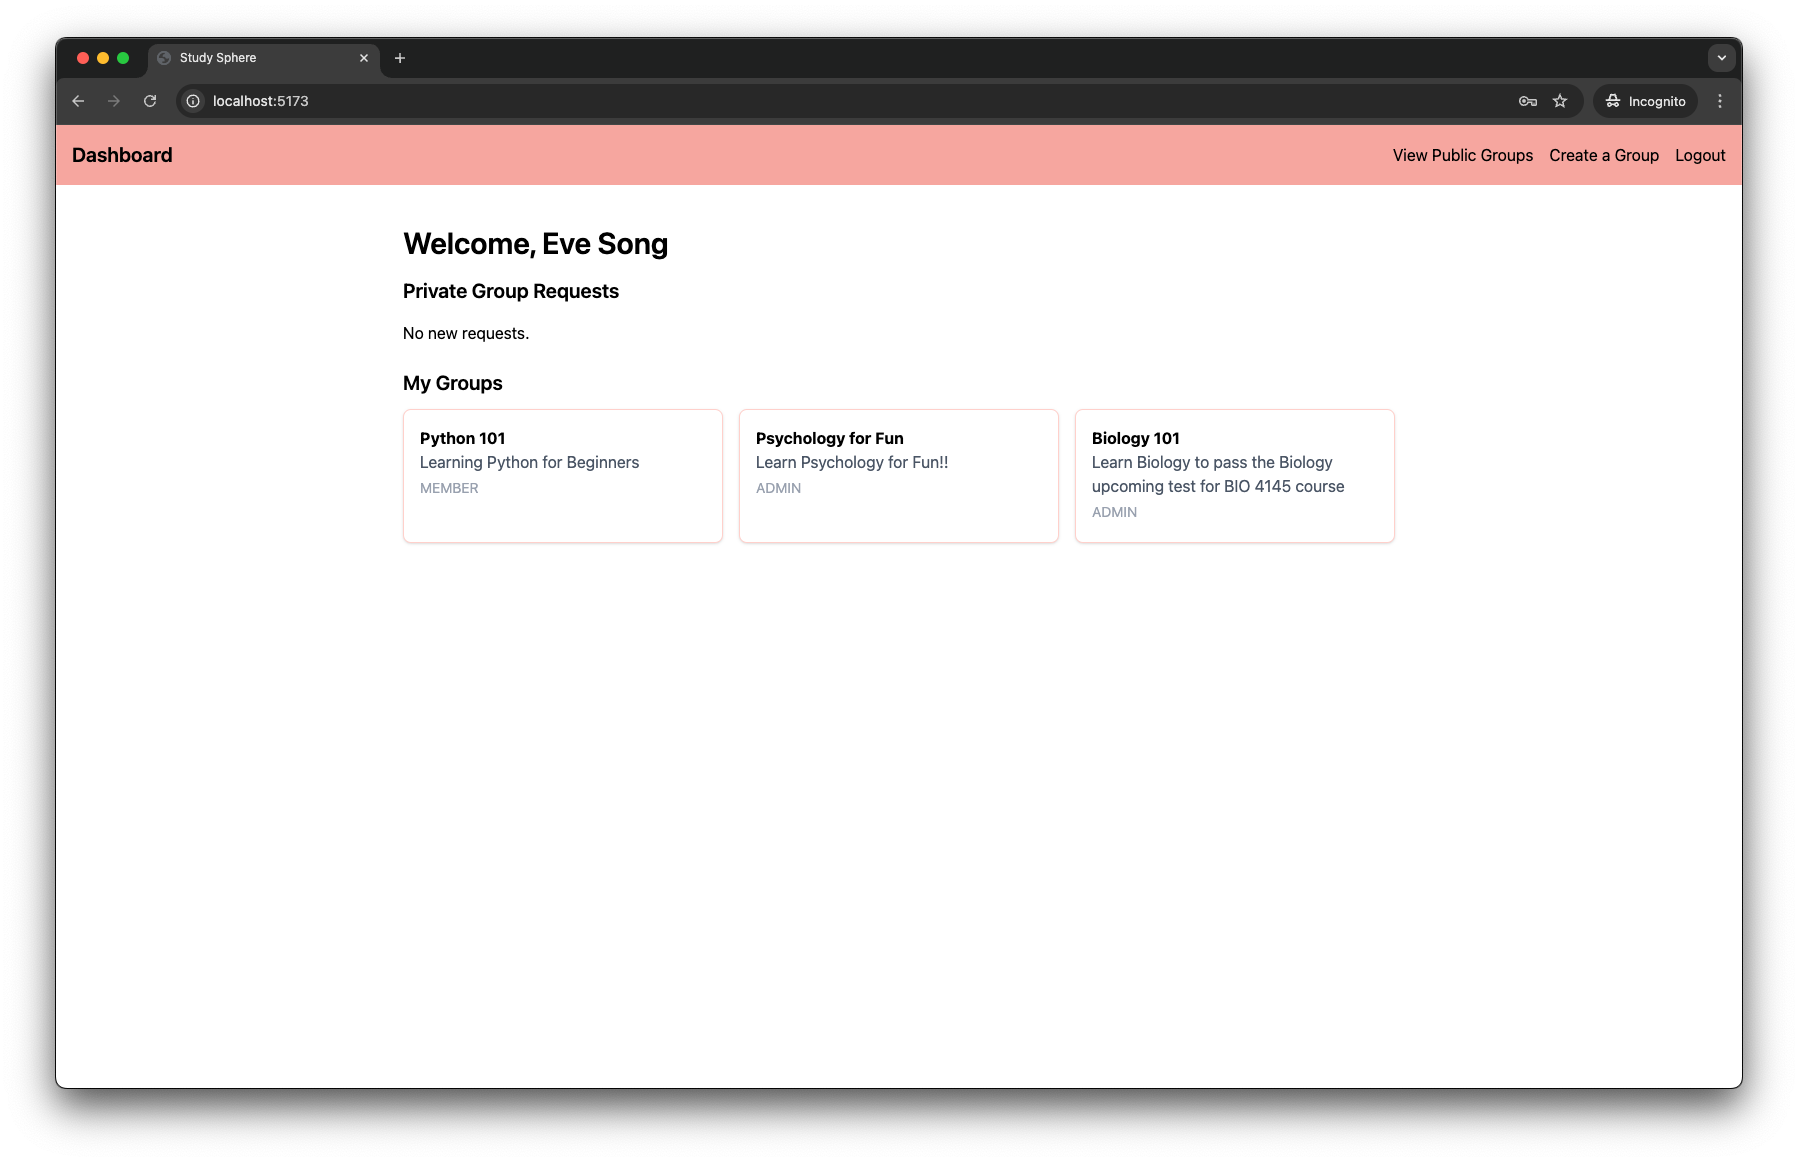 Study Sphere
localhost:5173
Incognito
Dashboard
View Public Groups
Create a Group
Logout
Welcome, Eve Song
Private Group Requests
No new requests.
My Groups
Python 101
Learning Python for Beginners
MEMBER
Psychology for Fun
Learn Psychology for Fun!!
ADMIN
Biology 101
Learn Biology to pass the Biology
upcoming test for BIO 4145 course
ADMIN